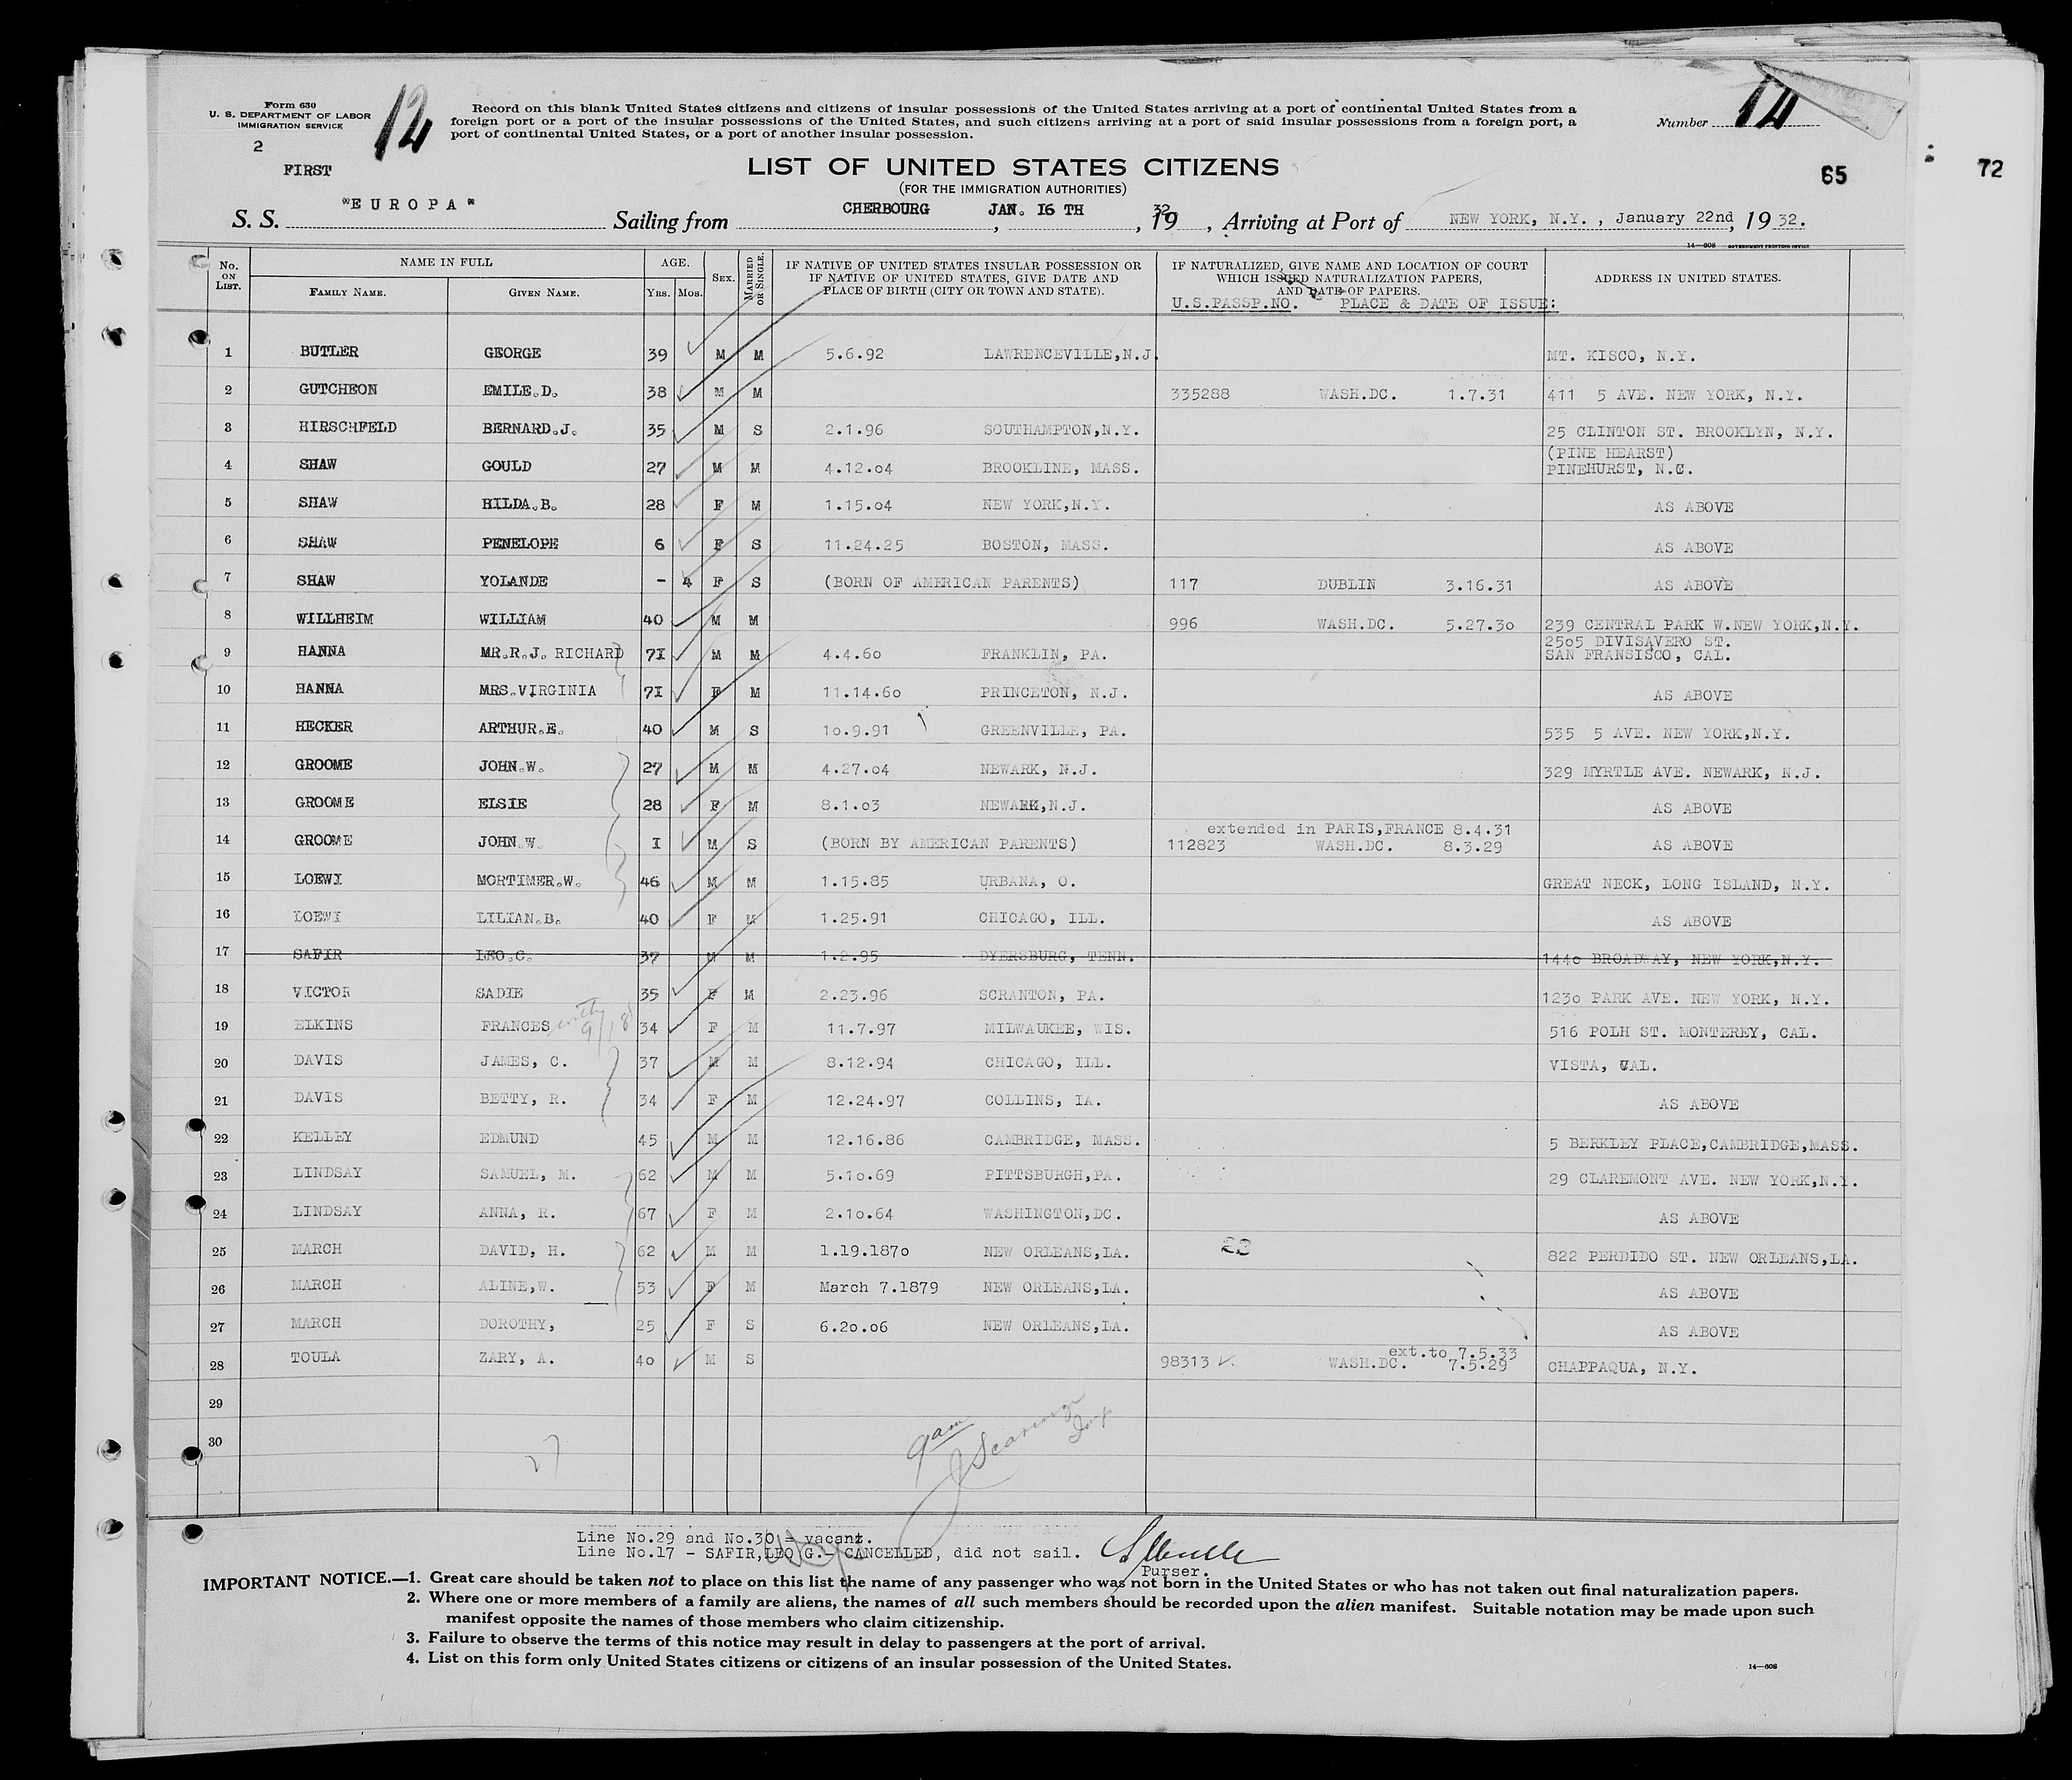 Form 630
U. S. DEPARTMENT OF LABOR
IMMIGRATION SERVICE
2
FIRST
12
Record on this blank United States citizens and citizens of insular possessions of the United States arriving at a port of continental United States from a
foreign port or a port of the insular possessions of the United States, and such citizens arriving at a port of said insular possessions from a foreign port, a
port of continental United States, or a port of another insular possession.
Number 12
LIST OF UNITED STATES CITIZENS
(FOR THE IMMIGRATION AUTHORITIES)
65
72
S. S. "EUROPA" Sailing from CHERBOURG JAN. I6 TH, 1932, Arriving at Port of NEW YORK, N.Y., January 22nd, 1932.
14—608 GOVERNMENT PRINTING OFFICE
No. ON LIST. NAME IN FULL AGE. SEX. MARRIED OR SINGLE. IF NATIVE OF UNITED STATES INSULAR POSSESSION OR IF NATIVE OF UNITED STATES, GIVE DATE AND PLACE OF BIRTH (CITY OR TOWN AND STATE). IF NATURALIZED, GIVE NAME AND LOCATION OF COURT WHICH ISSUED NATURALIZATION PAPERS, AND DATE OF PAPERS. ADDRESS IN UNITED STATES.
FAMILY NAME. GIVEN NAME. Yrs. Mos. U.S.PASSP.NO. PLACE & DATE OF ISSUE:
1 BUTLER GEORGE 39 M M 5.6.92 LAWRENCEVILLE,N.J. MT. KISCO, N.Y.
2 GUTCHEON EMILE.D. 38 M M 335288 WASH.DC. 1.7.31 411 5 AVE. NEW YORK, N.Y.
3 HIRSCHFELD BERNARD.J. 35 M S 2.1.96 SOUTHAMPTON,N.Y. 25 CLINTON ST. BROOKLYN, N.Y.
(PINE HEARST)
4 SHAW GOULD 27 M M 4.12.04 BROOKLINE, MASS. PINEHURST, N.C.
5 SHAW HILDA.B. 28 F M 1.15.04 NEW YORK,N.Y. AS ABOVE
6 SHAW PENELOPE 6 F S 11.24.25 BOSTON, MASS. AS ABOVE
7 SHAW YOLANDE - 4 F S (BORN OF AMERICAN PARENTS) 117 DUBLIN 3.16.31 AS ABOVE
8 WILLHEIM WILLIAM 40 M M 996 WASH.DC. 5.27.30 239 CENTRAL PARK W.NEW YORK,N.Y.
2505 DIVISAVERO ST.
9 HANNA MR.R.J. RICHARD 7I M M 4.4.60 FRANKLIN, PA. SAN FRANSISCO, CAL.
10 HANNA MRS.VIRGINIA 7I F M 11.14.60 PRINCETON, N.J. AS ABOVE
11 HECKER ARTHUR.E. 40 M S 10.9.91 GREENVILLE, PA. 535 5 AVE. NEW YORK,N.Y.
12 GROOME JOHN.W. 27 M M 4.27.04 NEWARK, N.J. 329 MYRTLE AVE. NEWARK, N.J.
13 GROOME ELSIE 28 F M 8.1.03 NEWARK,N.J. AS ABOVE
extended in PARIS,FRANCE 8.4.31
14 GROOME JOHN.W. I M S (BORN BY AMERICAN PARENTS) 112823 WASH.DC. 8.3.29 AS ABOVE
15 LOEWI MORTIMER.W. 46 M M 1.15.85 URBANA, O. GREAT NECK, LONG ISLAND, N.Y.
16 LOEWI LILIAN.B. 40 F M 1.25.91 CHICAGO, ILL. AS ABOVE
17 SAFIR LEO.C. 37 M M 1.2.95 DYERSBURG, TENN. 1440 BROADWAY, NEW YORK,N.Y.
18 VICTOR SADIE 35 F M 2.23.96 SCRANTON, PA. 1230 PARK AVE. NEW YORK, N.Y.
19 ELKINS FRANCES with 9/18 34 F M 11.7.97 MILWAUKEE, WIS. 516 POLH ST. MONTEREY, CAL.
20 DAVIS JAMES, C. 37 M M 8.12.94 CHICAGO, ILL. VISTA, CAL.
21 DAVIS BETTY, R. 34 F M 12.24.97 COLLINS, IA. AS ABOVE
22 KELLEY EDMUND 45 M M 12.16.86 CAMBRIDGE, MASS. 5 BERKLEY PLACE,CAMBRIDGE,MASS.
23 LINDSAY SAMUEL, M. 62 M M 5.10.69 PITTSBURGH,PA. 29 CLAREMONT AVE. NEW YORK,N.Y.
24 LINDSAY ANNA, R. 67 F M 2.10.64 WASHINGTON,DC. AS ABOVE
25 MARCH DAVID, H. 62 M M 1.19.1870 NEW ORLEANS,LA. 822 PERDIDO ST. NEW ORLEANS,LA.
26 MARCH ALINE,W. 53 F M March 7.1879 NEW ORLEANS,LA. AS ABOVE
27 MARCH DOROTHY, 25 F S 6.20.06 NEW ORLEANS,LA. AS ABOVE
ext.to 7.5.33
28 TOULA ZARY, A. 40 M S 98313 WASH.DC. 7.5.29 CHAPPAQUA, N.Y.
29
30
27
9am
Insp
Line No.29 and No.30 - vacant.
Line No.17 - SAFIR,LEO G.- CANCELLED, did not sail.
Purser.
IMPORTANT NOTICE.—1. Great care should be taken not to place on this list the name of any passenger who was not born in the United States or who has not taken out final naturalization papers.
2. Where one or more members of a family are aliens, the names of all such members should be recorded upon the alien manifest. Suitable notation may be made upon such
manifest opposite the names of those members who claim citizenship.
3. Failure to observe the terms of this notice may result in delay to passengers at the port of arrival.
4. List on this form only United States citizens or citizens of an insular possession of the United States.
14—608